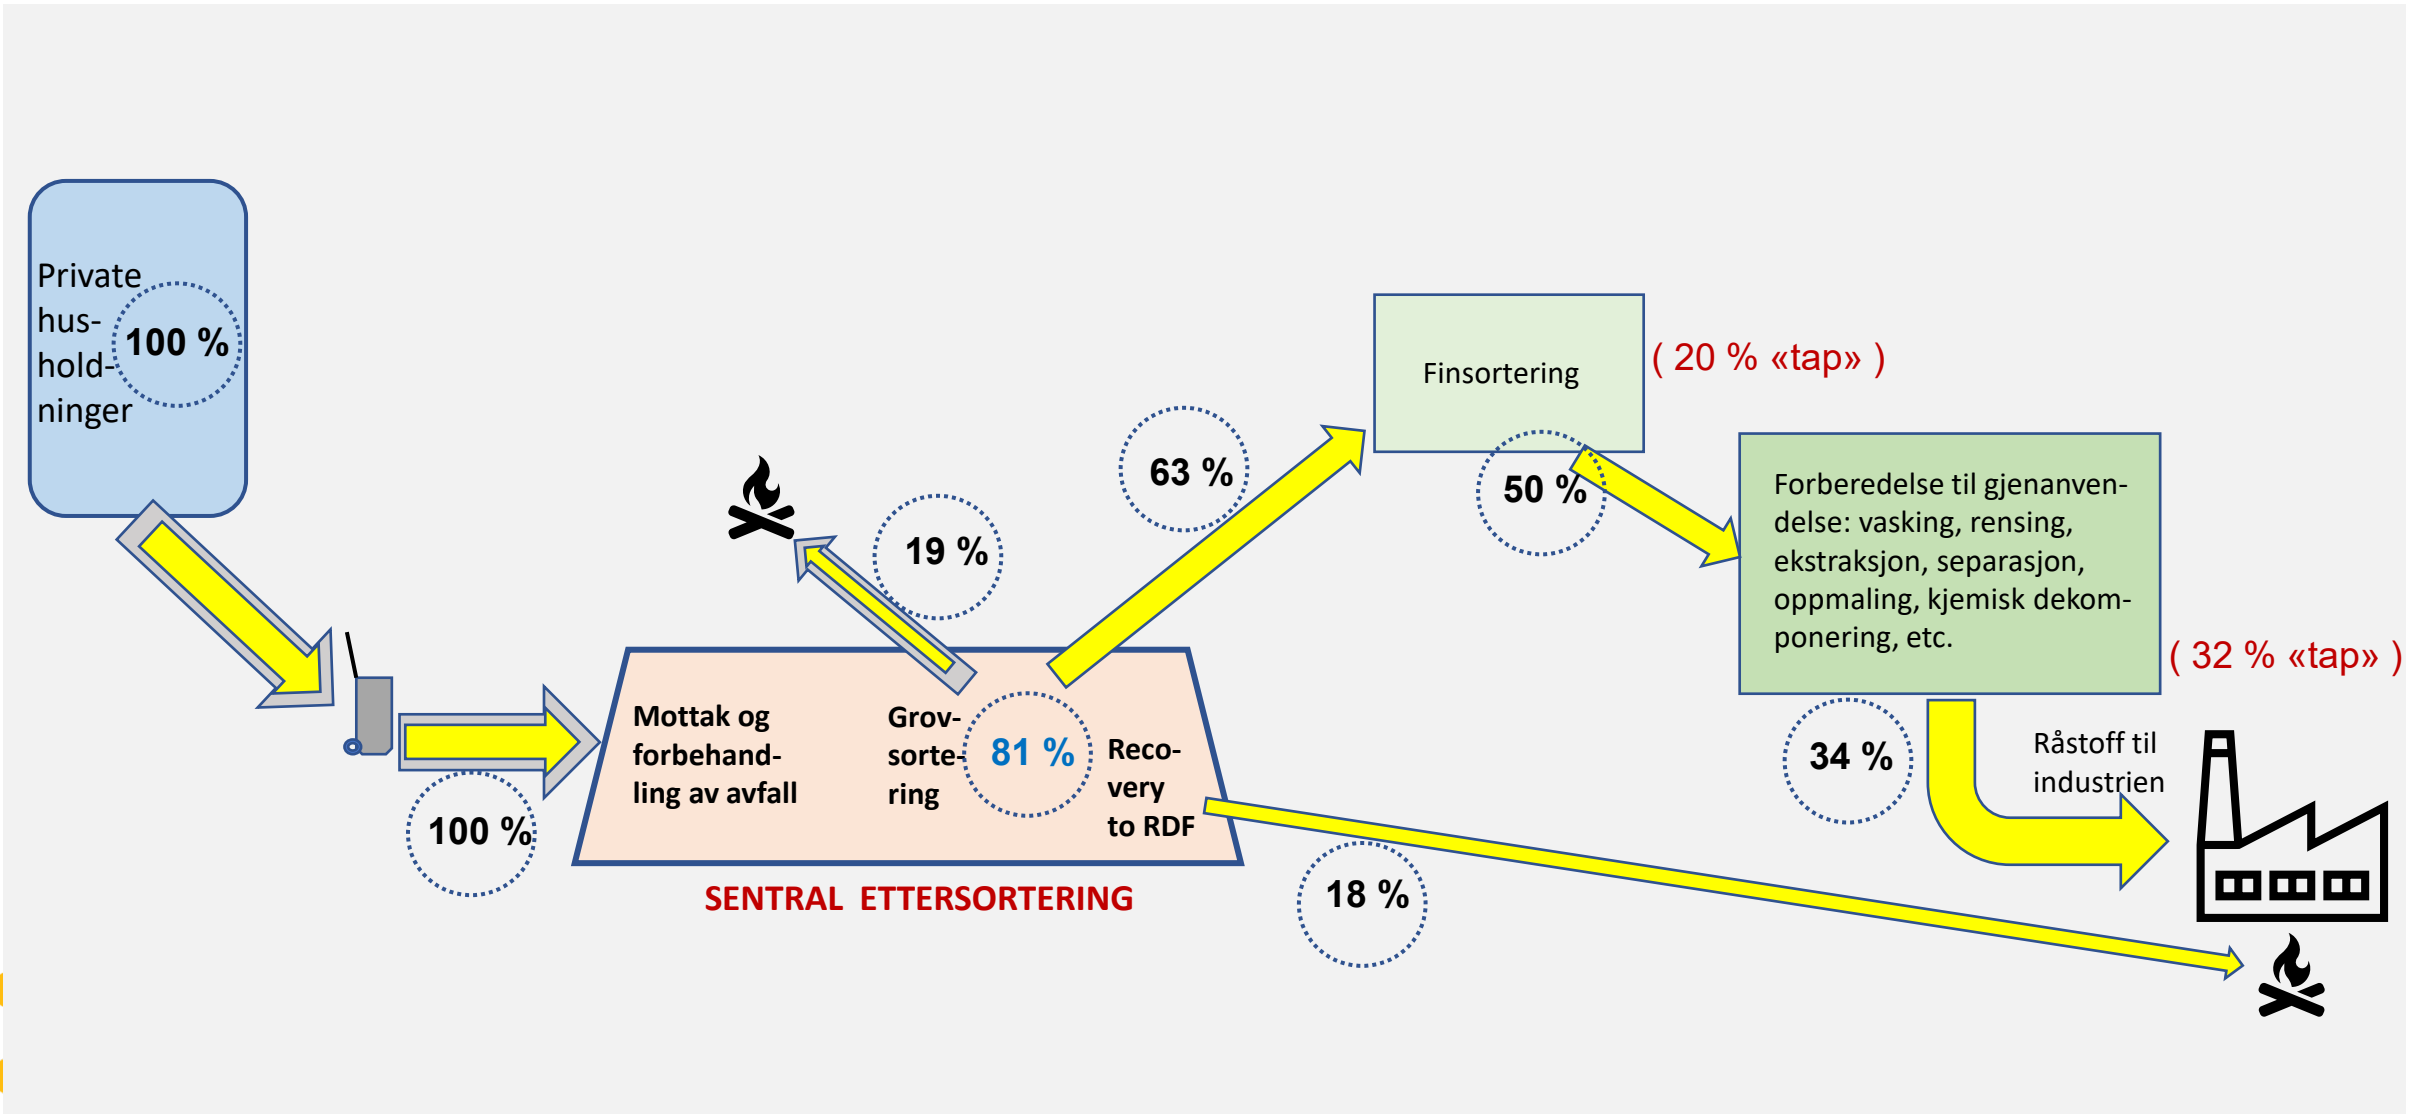 Private
hus-
hold-
ninger
100 %
100 %
Mottak og
forbehand-
ling av avfall
Grov-
sorte-
ring
81 %
Reco-
very
to RDF
SENTRAL ETTERSORTERING
19 %
63 %
18 %
Finsortering
( 20 % «tap» )
50 %
Forberedelse til gjenanven-
delse: vasking, rensing,
ekstraksjon, separasjon,
oppmaling, kjemisk dekom-
ponering, etc.
( 32 % «tap» )
34 %
Råstoff til
industrien